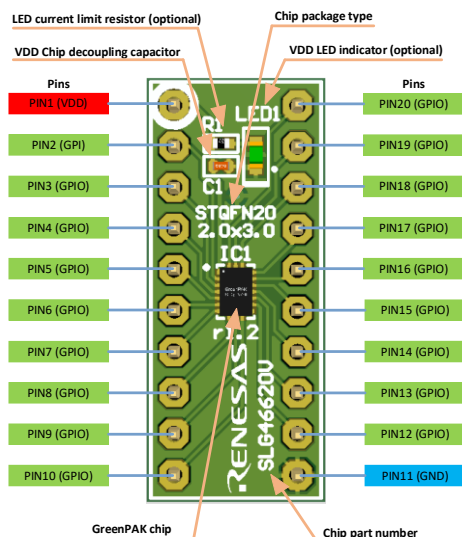 LED current limit resistor (optional)
Chip package type
VDD Chip decoupling capacitor
VDD LED indicator (optional)
Pins
Pins
PIN1 (VDD)
PIN2 (GPI)
PIN3 (GPIO)
PIN4 (GPIO)
PIN5 (GPIO)
PIN6 (GPIO)
PIN7 (GPIO)
PIN8 (GPIO)
PIN9 (GPIO)
PIN10 (GPIO)
R1
LED1
C1
STQFN20
2.0x3.0
IC1
r1.2
RENESAS
SLG46620V
PIN20 (GPIO)
PIN19 (GPIO)
PIN18 (GPIO)
PIN17 (GPIO)
PIN16 (GPIO)
PIN15 (GPIO)
PIN14 (GPIO)
PIN13 (GPIO)
PIN12 (GPIO)
PIN11 (GND)
GreenPAK chip
Chip part number